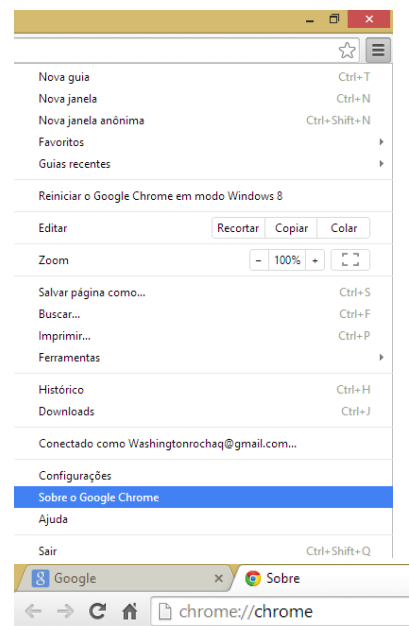 Nova guia Ctrl+T
Nova janela Ctrl+N
Nova janela anônima Ctrl+Shift+N
Favoritos
Guias recentes
Reiniciar o Google Chrome em modo Windows 8
Editar Recortar Copiar Colar
Zoom - 100% +
Salvar página como... Ctrl+S
Buscar... Ctrl+F
Imprimir... Ctrl+P
Ferramentas
Histórico Ctrl+H
Downloads Ctrl+J
Conectado como Washingtonrochaq@gmail.com...
Configurações
Sobre o Google Chrome
Ajuda
Sair Ctrl+Shift+Q
8 Google × Sobre
chrome://chrome